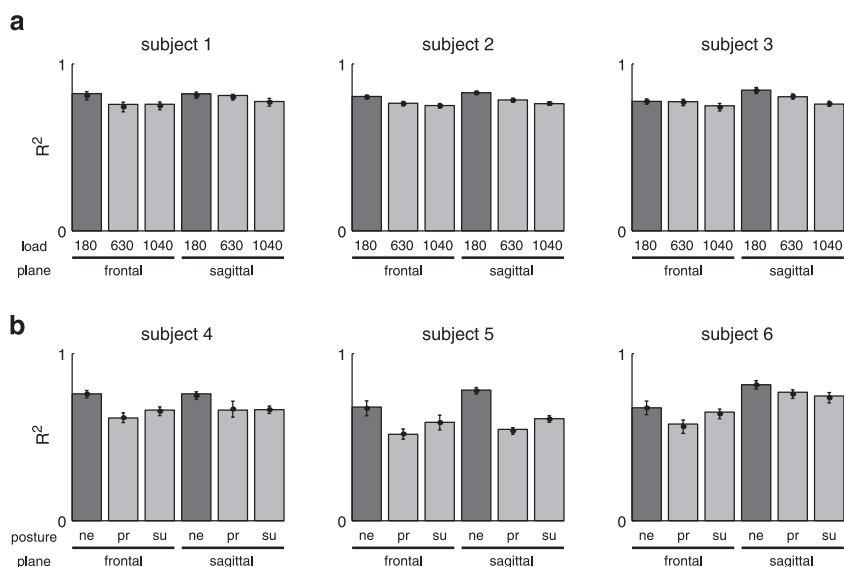 a
subject 1 subject 2 subject 3
1 1 1
R2
0 0 0
load 180 630 1040 180 630 1040 180 630 1040 180 630 1040 180 630 1040 180 630 1040
plane frontal sagittal frontal sagittal frontal sagittal
b
subject 4 subject 5 subject 6
1 1 1
R2
0 0 0
posture ne pr su ne pr su ne pr su ne pr su ne pr su ne pr su
plane frontal sagittal frontal sagittal frontal sagittal